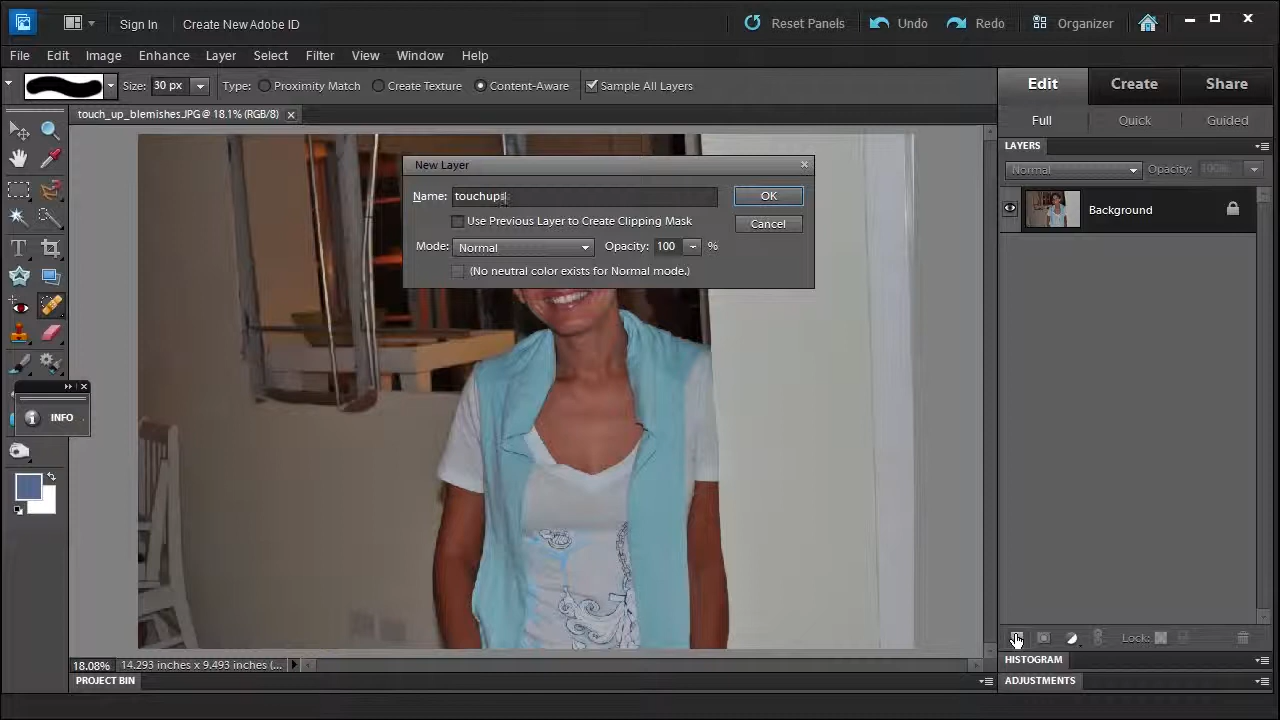 Sign In
Create New Adobe ID
Reset Panels
Undo
Redo
Organizer
File Edit Image Enhance Layer Select Filter View Window Help
Size: 30 px
Type: Proximity Match Create Texture Content-Aware
Sample All Layers
Edit Create Share
touch_up_blemishes.JPG @ 18.1% (RGB/8)
Full Quick Guided
LAYERS
Normal Opacity: 100%
Background
New Layer
Name: touchups
OK
Use Previous Layer to Create Clipping Mask
Cancel
Mode: Normal Opacity: 100 %
(No neutral color exists for Normal mode.)
INFO
Lock:
18.08% 14.293 inches x 9.493 inches (...
HISTOGRAM
PROJECT BIN
ADJUSTMENTS